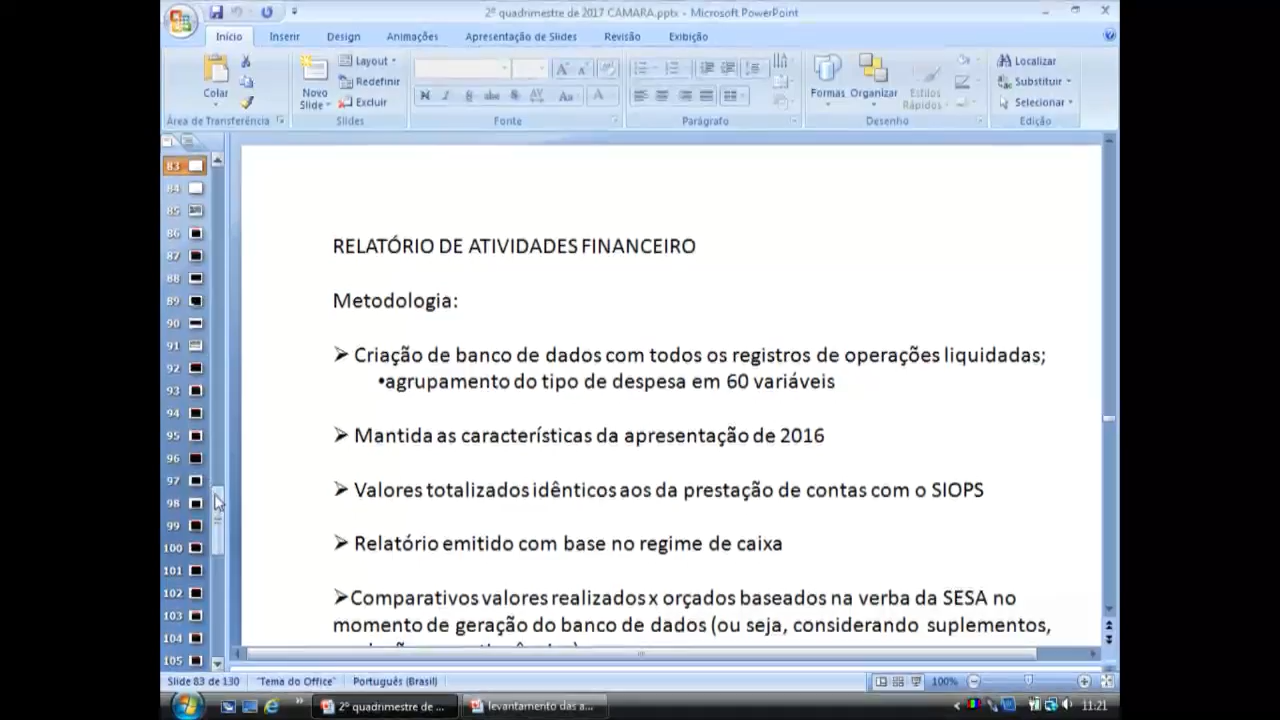 2º quadrimestre de 2017 CAMARA.pptx - Microsoft PowerPoint
Início Inserir Design Animações Apresentação de Slides Revisão Exibição
Colar
Área de Transferência
Novo Slide
Layout
Redefinir
Excluir
Slides
Fonte
Parágrafo
Formas
Organizar
Estilos Rápidos
Desenho
Localizar
Substituir
Selecionar
Edição
83
84
85
86
87
88
89
90
91
92
93
94
95
96
97
98
99
100
101
102
103
104
105
RELATÓRIO DE ATIVIDADES FINANCEIRO
Metodologia:
➢ Criação de banco de dados com todos os registros de operações liquidadas;
•agrupamento do tipo de despesa em 60 variáveis
➢ Mantida as características da apresentação de 2016
➢ Valores totalizados idênticos aos da prestação de contas com o SIOPS
➢ Relatório emitido com base no regime de caixa
➢Comparativos valores realizados x orçados baseados na verba da SESA no
momento de geração do banco de dados (ou seja, considerando suplementos,
Slide 83 de 130 "Tema do Office" Português (Brasil) 100%
2º quadrimestre de ... levantamento das a... 11:21